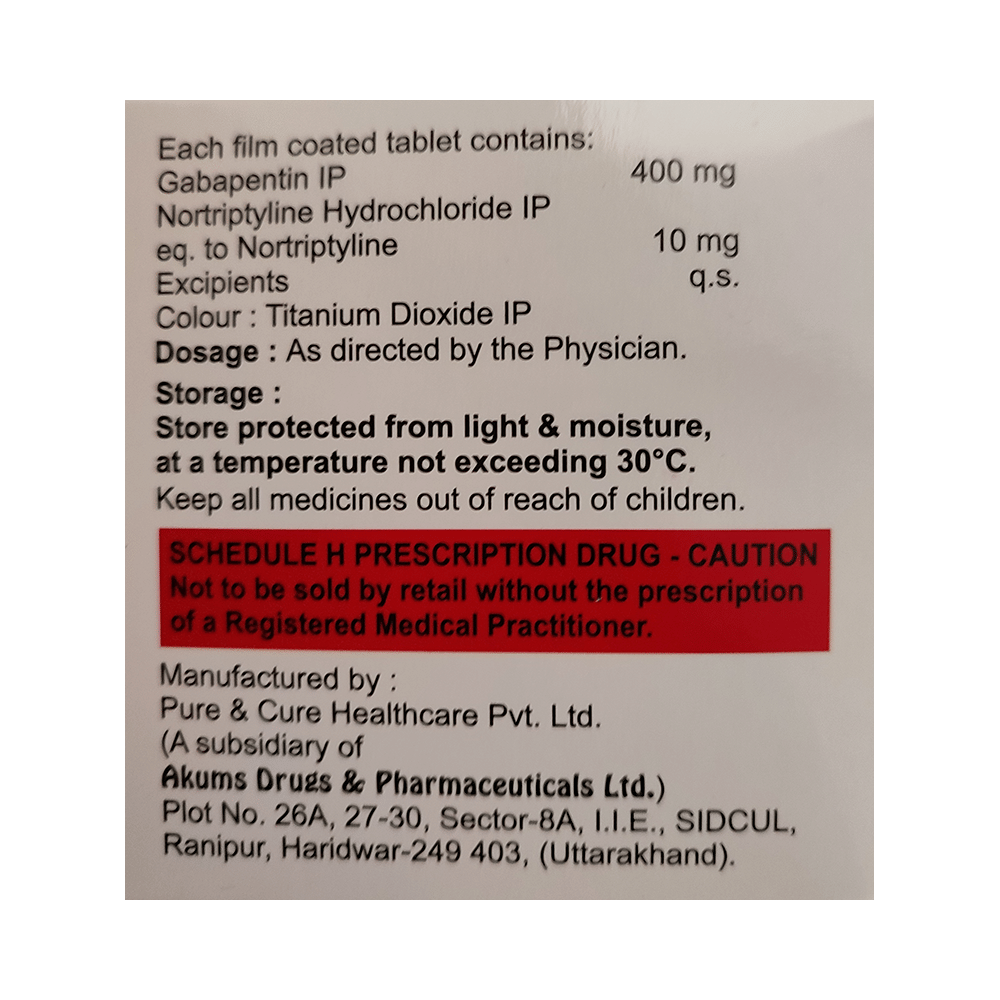 Each film coated tablet contains:
Gabapentin IP 400 mg
Nortriptyline Hydrochloride IP
eq. to Nortriptyline 10 mg
Excipients q.s.
Colour : Titanium Dioxide IP
Dosage : As directed by the Physician.
Storage :
Store protected from light & moisture,
at a temperature not exceeding 30°C.
Keep all medicines out of reach of children.
SCHEDULE H PRESCRIPTION DRUG - CAUTION
Not to be sold by retail without the prescription
of a Registered Medical Practitioner.
Manufactured by :
Pure & Cure Healthcare Pvt. Ltd.
(A subsidiary of
Akums Drugs & Pharmaceuticals Ltd.)
Plot No. 26A, 27-30, Sector-8A, I.I.E., SIDCUL,
Ranipur, Haridwar-249 403, (Uttarakhand).